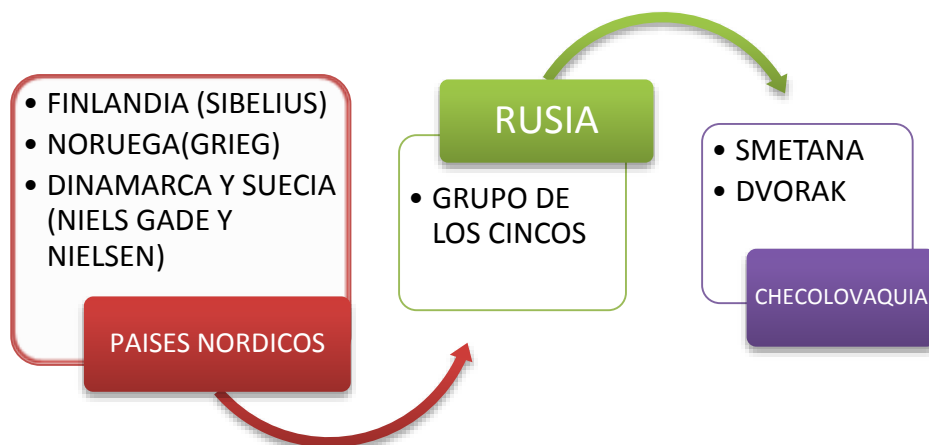 • FINLANDIA (SIBELIUS)
• NORUEGA(GRIEG)
• DINAMARCA Y SUECIA
(NIELS GADE Y
NIELSEN)
PAISES NORDICOS
RUSIA
• GRUPO DE
LOS CINCOS
• SMETANA
• DVORAK
CHECOLOVAQUIA